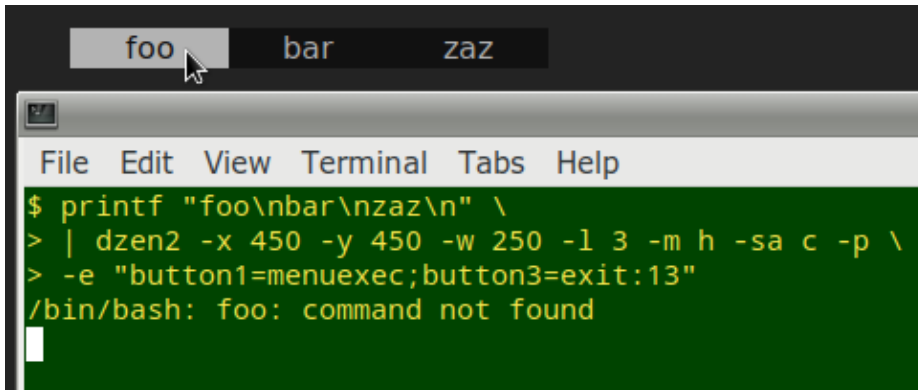 foo bar zaz
File Edit View Terminal Tabs Help
$ printf "foo\nbar\nzaz\n" \
> | dzen2 -x 450 -y 450 -w 250 -l 3 -m h -sa c -p \
> -e "button1=menuexec;button3=exit:13"
/bin/bash: foo: command not found